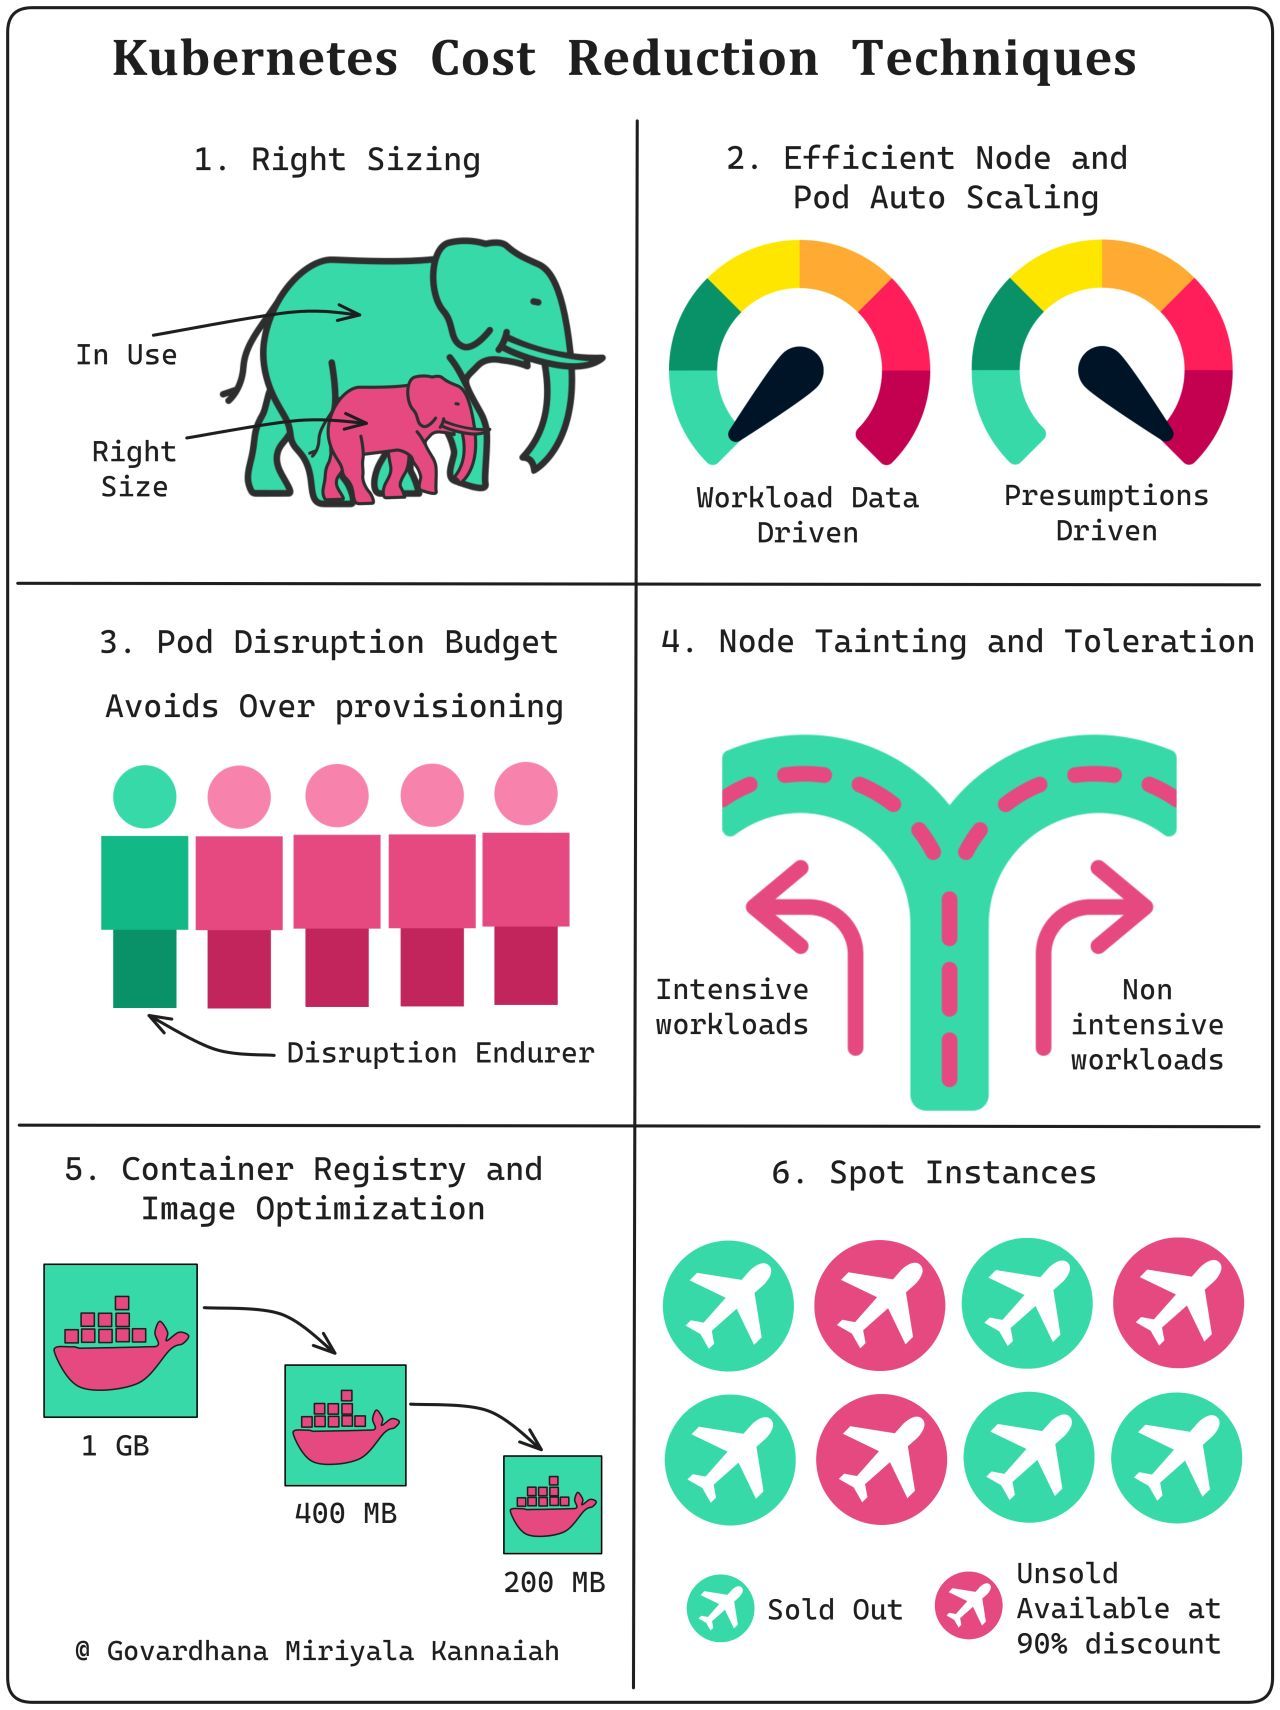 Kubernetes Cost Reduction Techniques
1. Right Sizing
In Use
Right
Size
2. Efficient Node and
Pod Auto Scaling
Workload Data
Driven
Presumptions
Driven
3. Pod Disruption Budget
Avoids Over provisioning
Disruption Endurer
4. Node Tainting and Toleration
Intensive
workloads
Non
intensive
workloads
5. Container Registry and
Image Optimization
1 GB
400 MB
200 MB
@ Govardhana Miriyala Kannaiah
6. Spot Instances
Sold Out
Unsold
Available at
90% discount